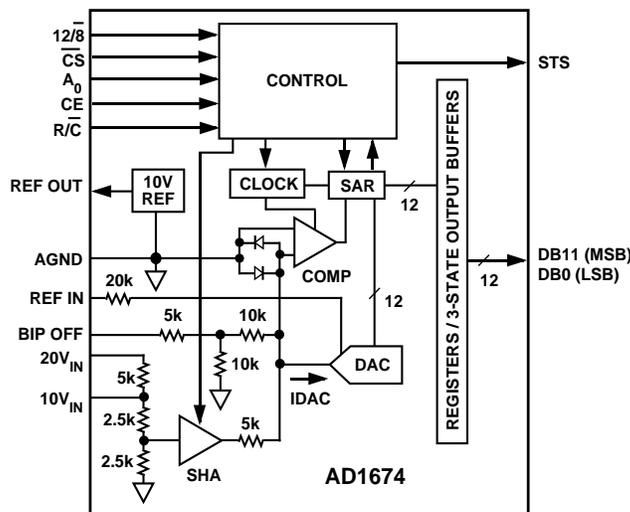 12/8̅
C̅S̅
A0
CE
R/C̅
CONTROL
STS
REF OUT
10V
REF
CLOCK
SAR
12
REGISTERS / 3-STATE OUTPUT BUFFERS
AGND
COMP
12
DB11 (MSB)
DB0 (LSB)
REF IN
20k
12
BIP OFF
5k
10k
10k
20VIN
5k
DAC
IDAC
10VIN
2.5k
5k
2.5k
SHA
AD1674